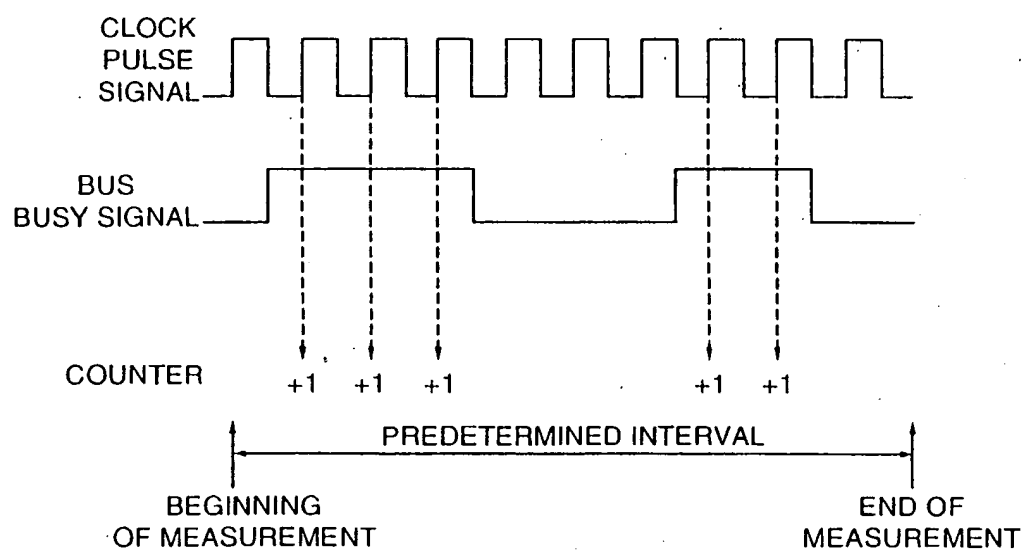 CLOCK
PULSE
SIGNAL
BUS
BUSY SIGNAL
COUNTER
+1 +1 +1 +1 +1
PREDETERMINED INTERVAL
BEGINNING
OF MEASUREMENT
END OF
MEASUREMENT